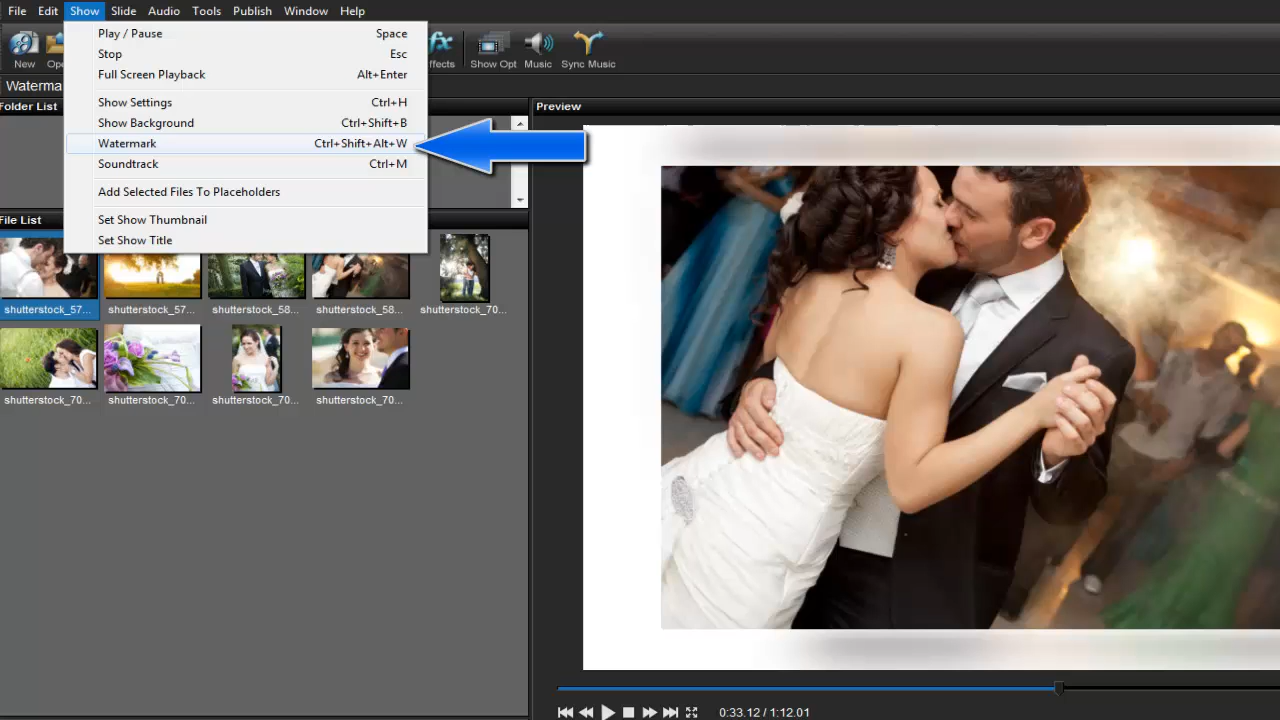 File Edit Show Slide Audio Tools Publish Window Help
Play / Pause Space
Stop Esc
Full Screen Playback Alt+Enter
Show Settings Ctrl+H
Show Background Ctrl+Shift+B
Watermark Ctrl+Shift+Alt+W
Soundtrack Ctrl+M
Add Selected Files To Placeholders
Set Show Thumbnail
Set Show Title
New Ope ffects Show Opt Music Sync Music
Waterma
Folder List
Preview
File List
shutterstock_57... shutterstock_57... shutterstock_58... shutterstock_58... shutterstock_70...
shutterstock_70... shutterstock_70... shutterstock_70... shutterstock_70...
0:33.12 / 1:12.01